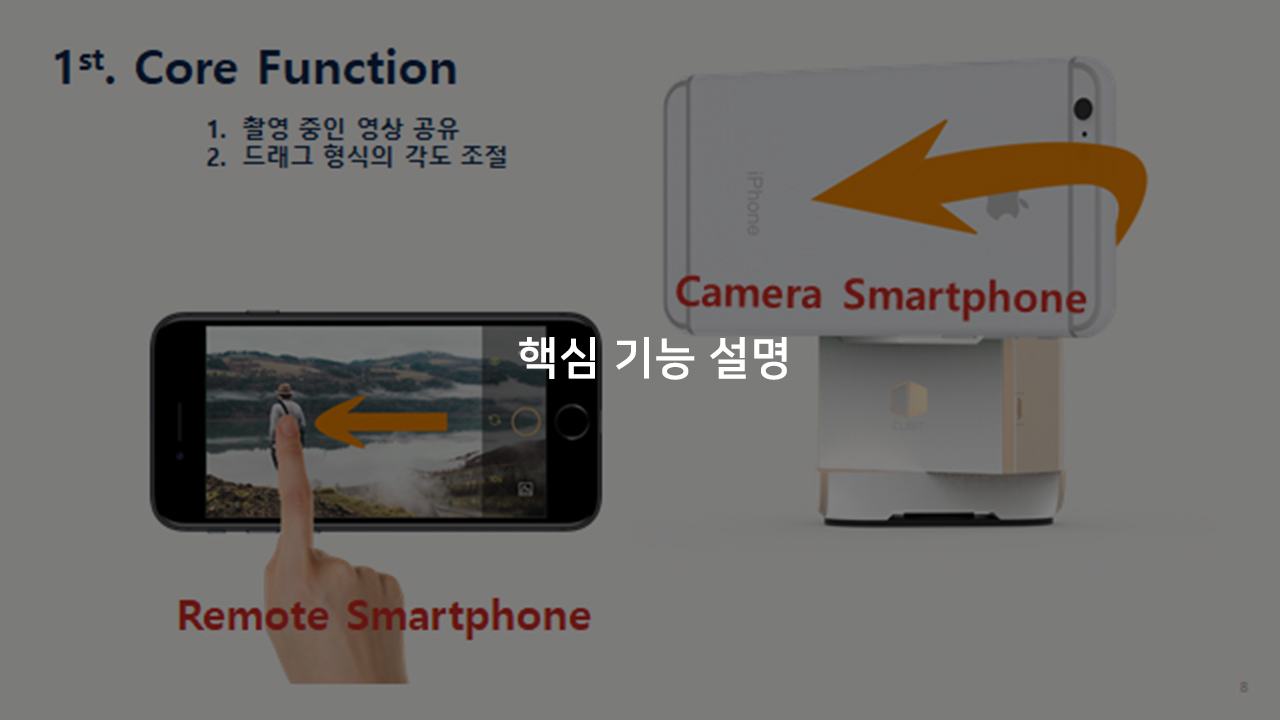 1st. Core Function
1. 촬영 중인 영상 공유
2. 드래그 형식의 각도 조절
iPhone
Camera Smartphone
핵심 기능 설명
Remote Smartphone
8